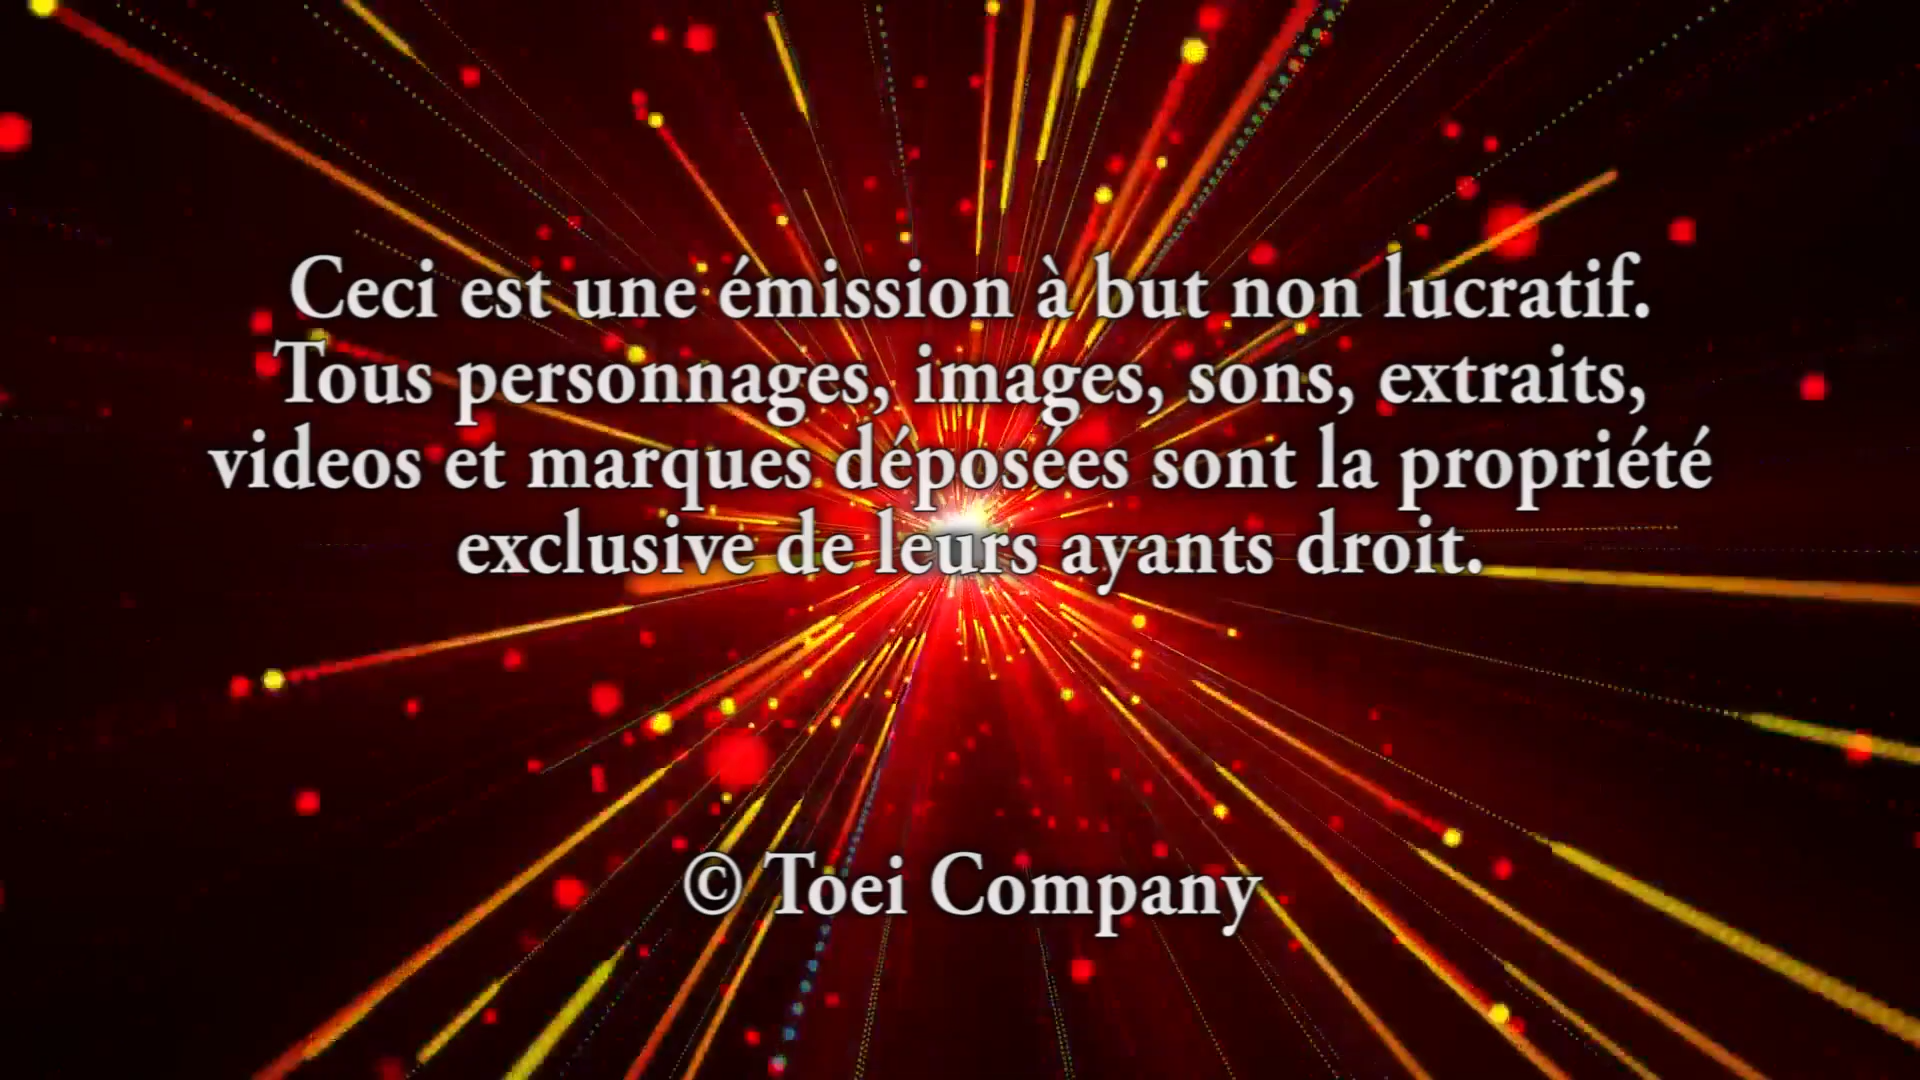 Ceci est une émission à but non lucratif.
Tous personnages, images, sons, extraits,
videos et marques déposées sont la propriété
exclusive de leurs ayants droit.
© Toei Company